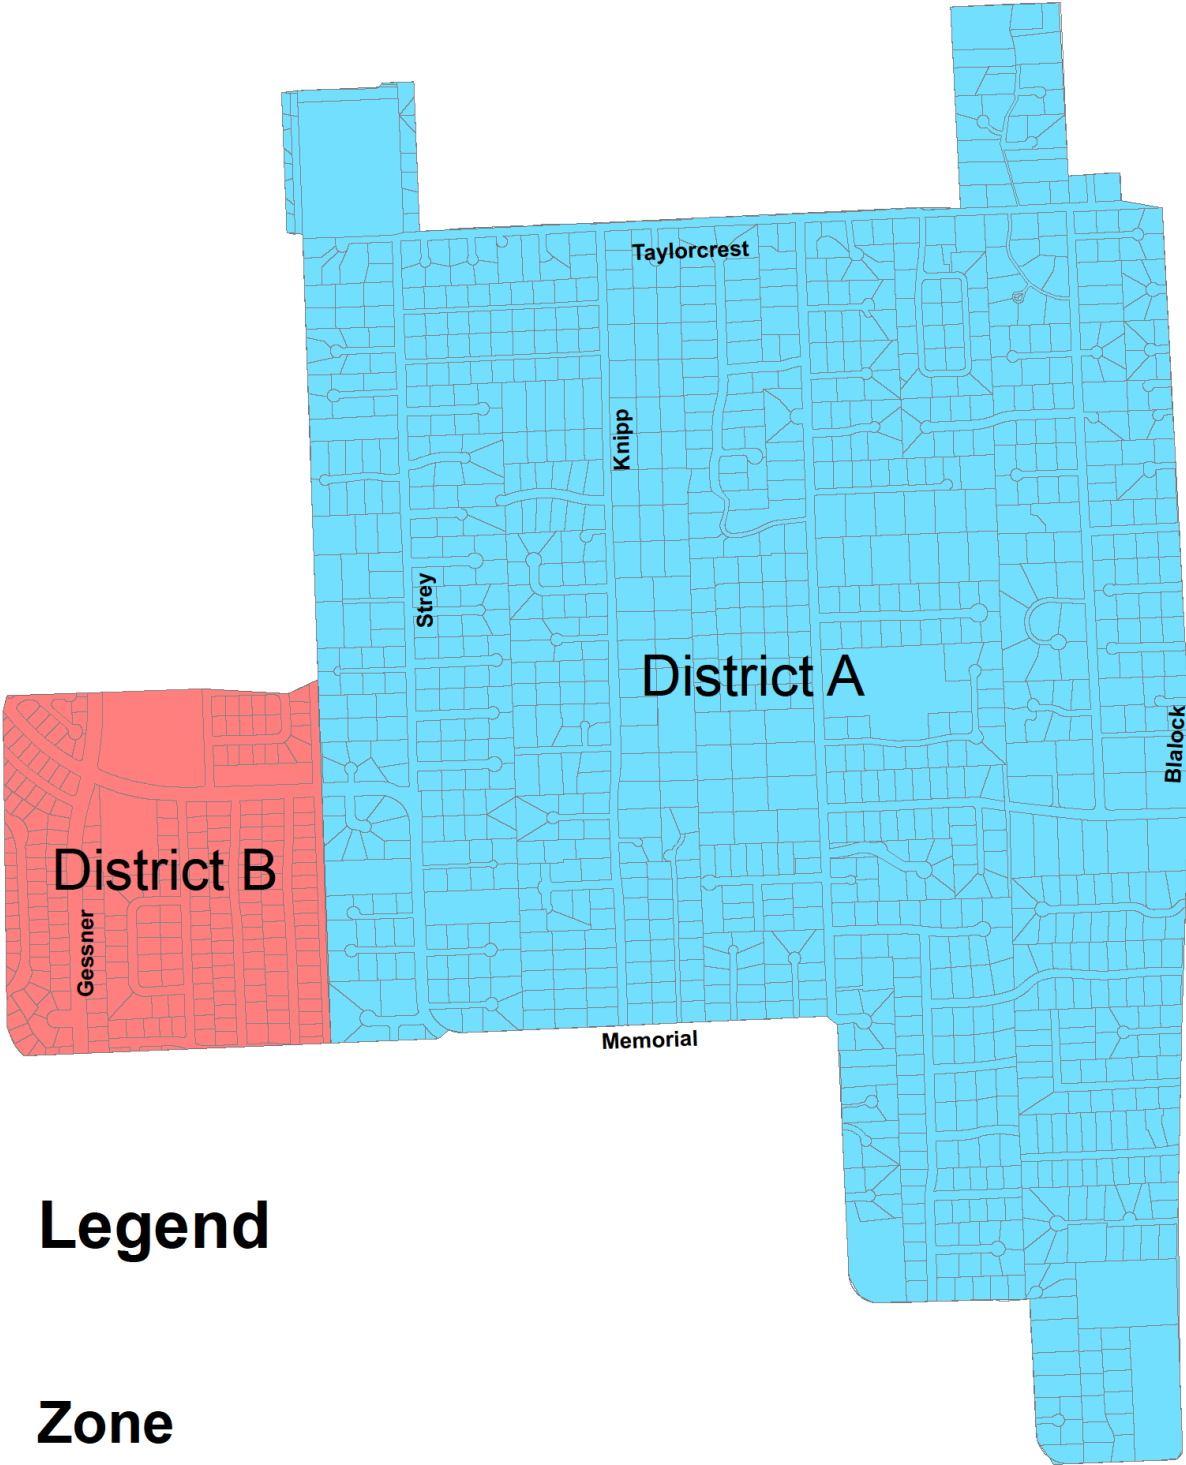 Taylorcrest
Knipp
Strey
District A
Blalock
District B
Gessner
Memorial
Legend
Zone